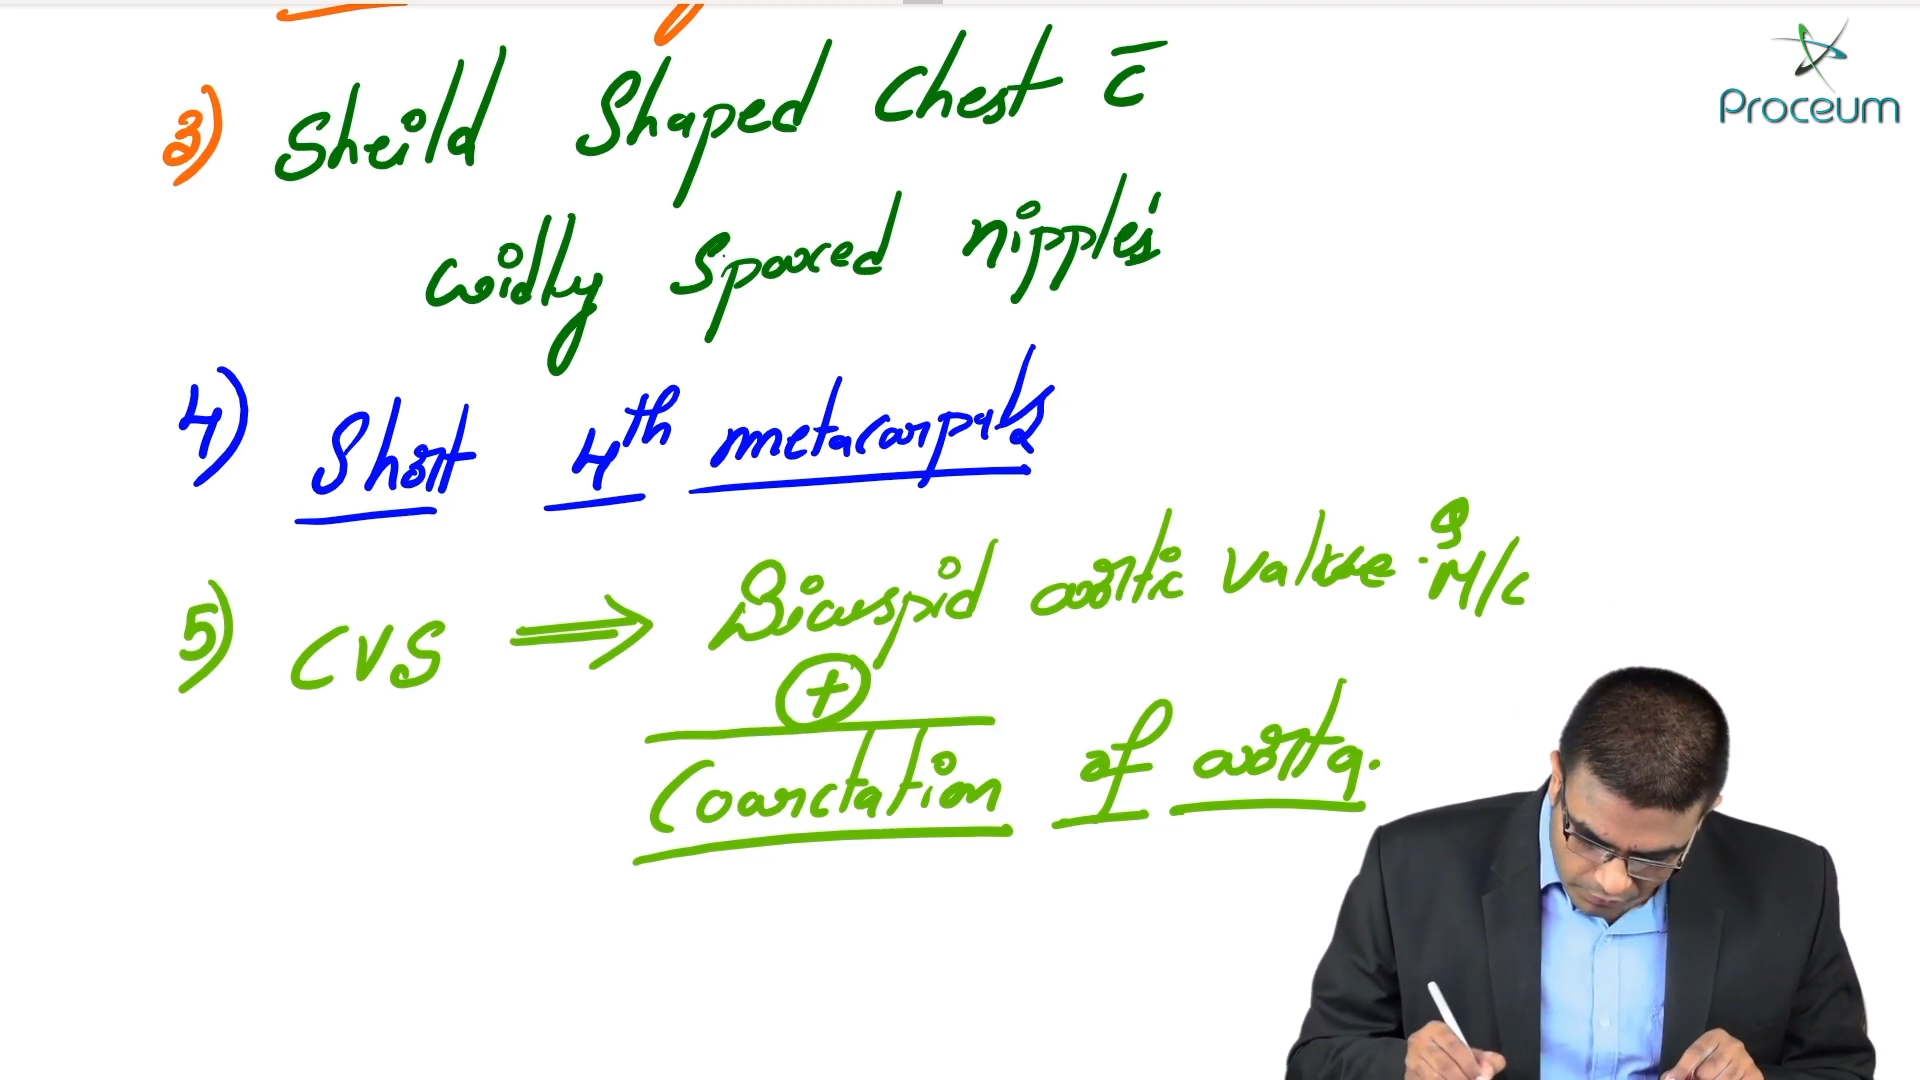 Proceum
3) Sheild Shaped Chest c̄
widly Spaced nipples
4) Short 4th metacarpals
5) CVS ⇒ Bicuspid aortic Valve : M/C
+
Coarctation of aorta.